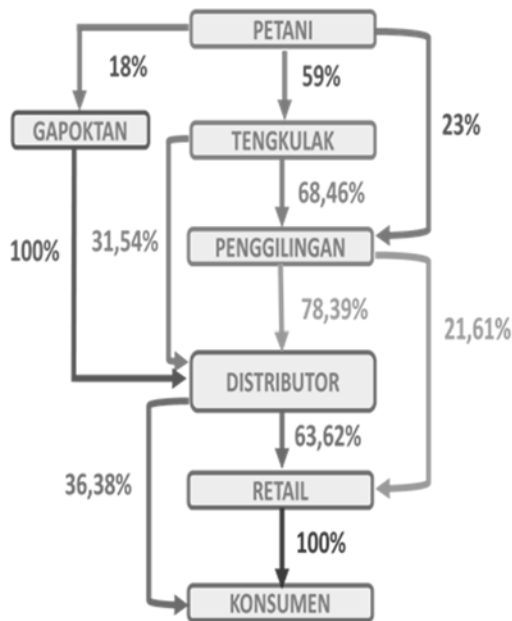 PETANI
18%
59%
23%
GAPOKTAN
TENGKULAK
68,46%
31,54%
100%
PENGGILINGAN
78,39%
21,61%
DISTRIBUTOR
63,62%
36,38%
RETAIL
100%
KONSUMEN